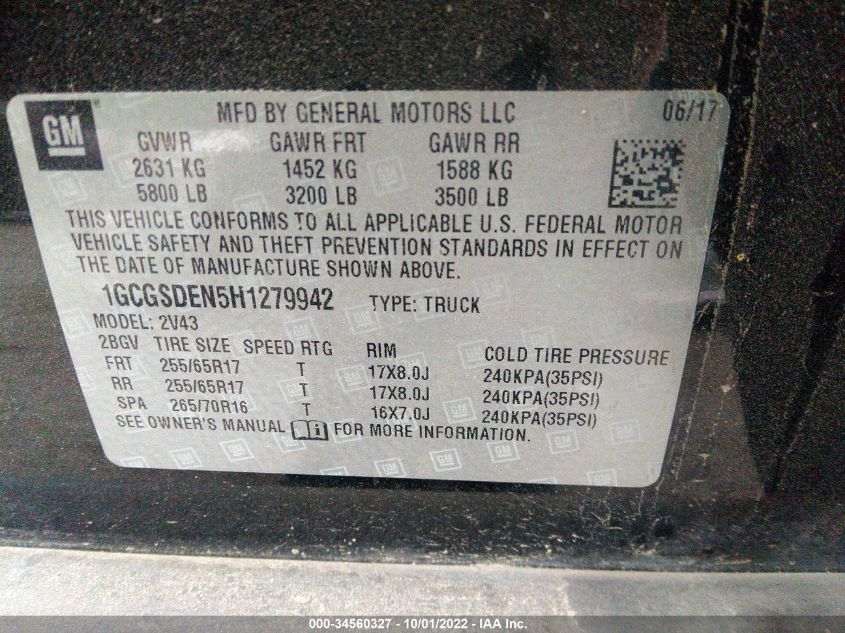 GM
MFD BY GENERAL MOTORS LLC 06/17
GVWR GAWR FRT GAWR RR
2631 KG 1452 KG 1588 KG
5800 LB 3200 LB 3500 LB
THIS VEHICLE CONFORMS TO ALL APPLICABLE U.S. FEDERAL MOTOR
VEHICLE SAFETY AND THEFT PREVENTION STANDARDS IN EFFECT ON
THE DATE OF MANUFACTURE SHOWN ABOVE.
1GCGSDEN5H1279942 TYPE: TRUCK
MODEL: 2V43
2BGV TIRE SIZE SPEED RTG RIM COLD TIRE PRESSURE
FRT 255/65R17 T 17X8.0J 240KPA(35PSI)
RR 255/65R17 T 17X8.0J 240KPA(35PSI)
SPA 265/70R16 T 16X7.0J 240KPA(35PSI)
SEE OWNER'S MANUAL i FOR MORE INFORMATION.
000-34560327 - 10/01/2022 - IAA Inc.